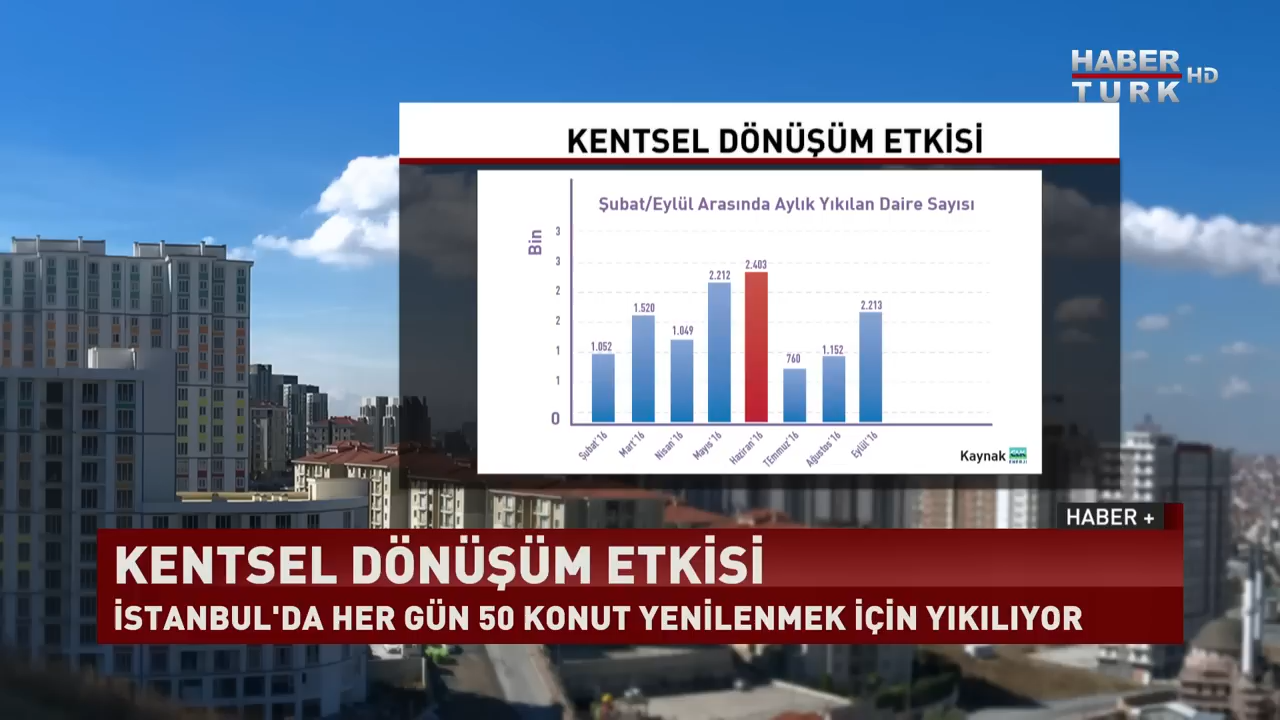 HABER
TURK HD
KENTSEL DÖNÜŞÜM ETKİSİ
Şubat/Eylül Arasında Aylık Yıkılan Daire Sayısı
Bin
3
3
2
2
1
1
0
1.052
1.520
1.049
2.212
2.403
760
1.152
2.213
Şubat'16
Mart'16
Nisan'16
Mayıs'16
Haziran'16
TEmmuz'16
Ağustos'16
Eylül'16
Kaynak
HABER +
KENTSEL DÖNÜŞÜM ETKİSİ
İSTANBUL'DA HER GÜN 50 KONUT YENİLENMEK İÇİN YIKILIYOR